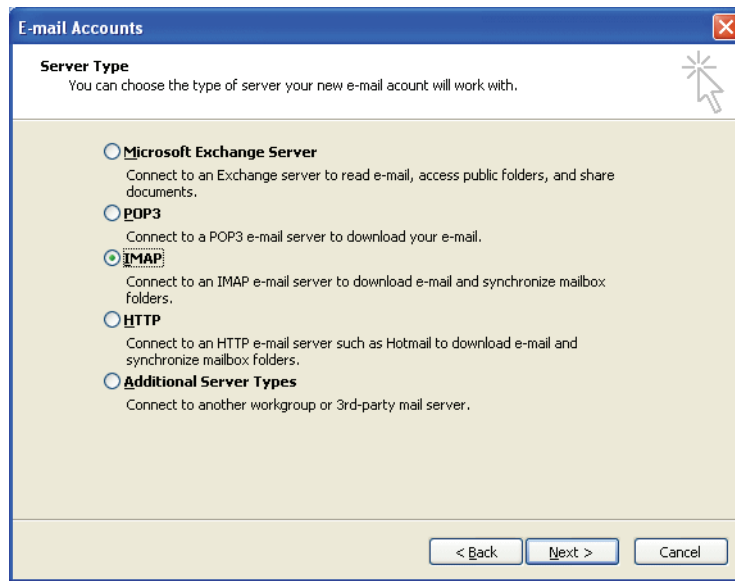 E-mail Accounts
Server Type
You can choose the type of server your new e-mail acount will work with.
Microsoft Exchange Server
Connect to an Exchange server to read e-mail, access public folders, and share
documents.
POP3
Connect to a POP3 e-mail server to download your e-mail.
IMAP
Connect to an IMAP e-mail server to download e-mail and synchronize mailbox
folders.
HTTP
Connect to an HTTP e-mail server such as Hotmail to download e-mail and
synchronize mailbox folders.
Additional Server Types
Connect to another workgroup or 3rd-party mail server.
< Back Next > Cancel